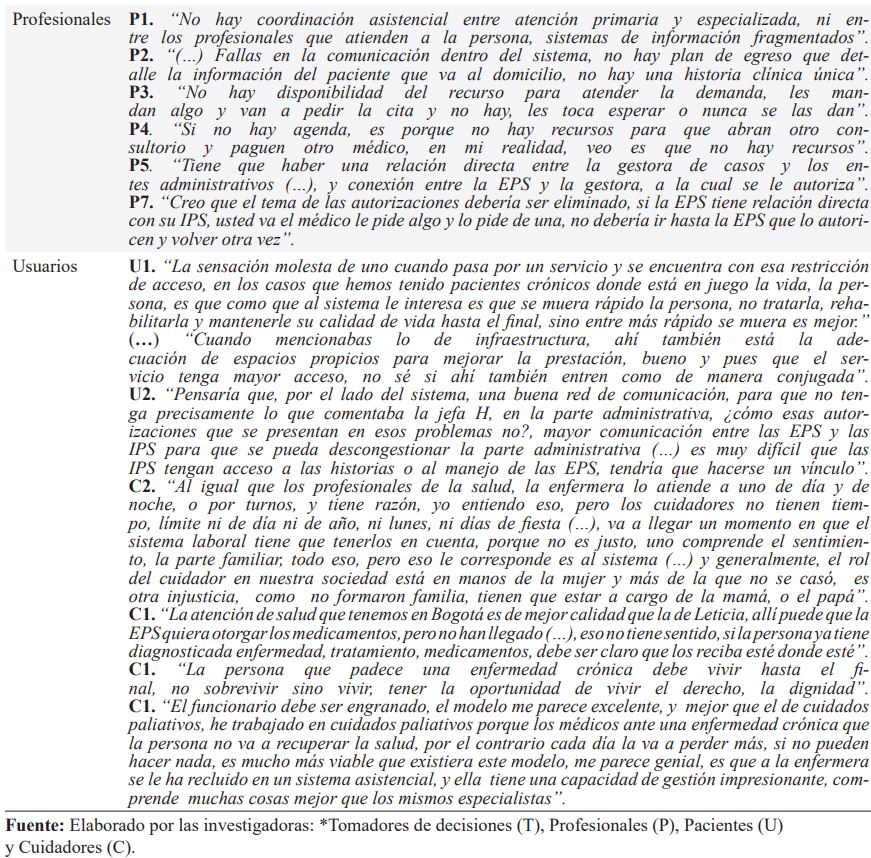 Profesionales P1. “No hay coordinación asistencial entre atención primaria y especializada, ni en-
tre los profesionales que atienden a la persona, sistemas de información fragmentados”.
P2. “(…) Fallas en la comunicación dentro del sistema, no hay plan de egreso que det-
alle la información del paciente que va al domicilio, no hay una historia clínica única”.
P3. “No hay disponibilidad del recurso para atender la demanda, les man-
dan algo y van a pedir la cita y no hay, les toca esperar o nunca se las dan”.
P4. “Si no hay agenda, es porque no hay recursos para que abran otro con-
sultorio y paguen otro médico, en mi realidad, veo es que no hay recursos”.
P5. “Tiene que haber una relación directa entre la gestora de casos y los en-
tes administrativos (…), y conexión entre la EPS y la gestora, a la cual se le autoriza”.
P7. “Creo que el tema de las autorizaciones debería ser eliminado, si la EPS tiene relación directa
con su IPS, usted va el médico le pide algo y lo pide de una, no debería ir hasta la EPS que lo autori-
cen y volver otra vez”.
Usuarios U1. “La sensación molesta de uno cuando pasa por un servicio y se encuentra con esa restricción
de acceso, en los casos que hemos tenido pacientes crónicos donde está en juego la vida, la per-
sona, es que como que al sistema le interesa es que se muera rápido la persona, no tratarla, reha-
bilitarla y mantenerle su calidad de vida hasta el final, sino entre más rápido se muera es mejor.”
(…) “Cuando mencionabas lo de infraestructura, ahí también está la ade-
cuación de espacios propicios para mejorar la prestación, bueno y pues que el ser-
vicio tenga mayor acceso, no sé si ahí también entren como de manera conjugada”.
U2. “Pensaría que, por el lado del sistema, una buena red de comunicación, para que no ten-
ga precisamente lo que comentaba la jefa H, en la parte administrativa, ¿cómo esas autor-
izaciones que se presentan en esos problemas no?, mayor comunicación entre las EPS y las
IPS para que se pueda descongestionar la parte administrativa (…) es muy difícil que las
IPS tengan acceso a las historias o al manejo de las EPS, tendría que hacerse un vínculo”.
C2. “Al igual que los profesionales de la salud, la enfermera lo atiende a uno de día y de
noche, o por turnos, y tiene razón, yo entiendo eso, pero los cuidadores no tienen tiem-
po, límite ni de día ni de año, ni lunes, ni días de fiesta (…), va a llegar un momento en que el
sistema laboral tiene que tenerlos en cuenta, porque no es justo, uno comprende el sentimien-
to, la parte familiar, todo eso, pero eso le corresponde es al sistema (…) y generalmente, el rol
del cuidador en nuestra sociedad está en manos de la mujer y más de la que no se casó, es
otra injusticia, como no formaron familia, tienen que estar a cargo de la mamá, o el papá”.
C1. “La atención de salud que tenemos en Bogotá es de mejor calidad que la de Leticia, allí puede que la
EPS quiera otorgar los medicamentos, pero no han llegado (…), eso no tiene sentido, si la persona ya tiene
diagnosticada enfermedad, tratamiento, medicamentos, debe ser claro que los reciba esté donde esté”.
C1. “La persona que padece una enfermedad crónica debe vivir hasta el fi-
nal, no sobrevivir sino vivir, tener la oportunidad de vivir el derecho, la dignidad”.
C1. “El funcionario debe ser engranado, el modelo me parece excelente, y mejor que el de cuidados
paliativos, he trabajado en cuidados paliativos porque los médicos ante una enfermedad crónica que
la persona no va a recuperar la salud, por el contrario cada día la va a perder más, si no pueden
hacer nada, es mucho más viable que existiera este modelo, me parece genial, es que a la enfermera
se le ha recluido en un sistema asistencial, y ella tiene una capacidad de gestión impresionante, com-
prende muchas cosas mejor que los mismos especialistas”.
Fuente: Elaborado por las investigadoras: *Tomadores de decisiones (T), Profesionales (P), Pacientes (U)
y Cuidadores (C).